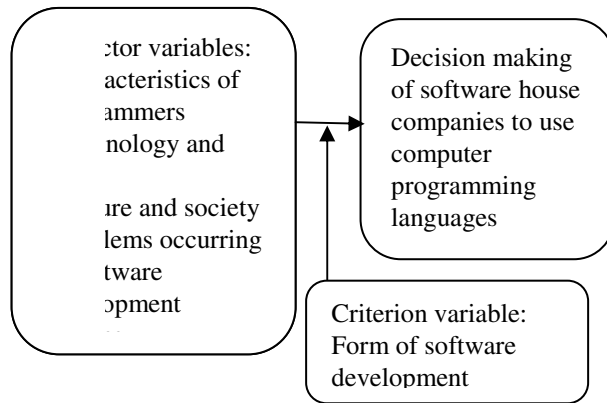 ctor variables:
acteristics of
ammers
nology and
ure and society
lems occurring
tware
opment
Decision making
of software house
companies to use
computer
programming
languages
Criterion variable:
Form of software
development